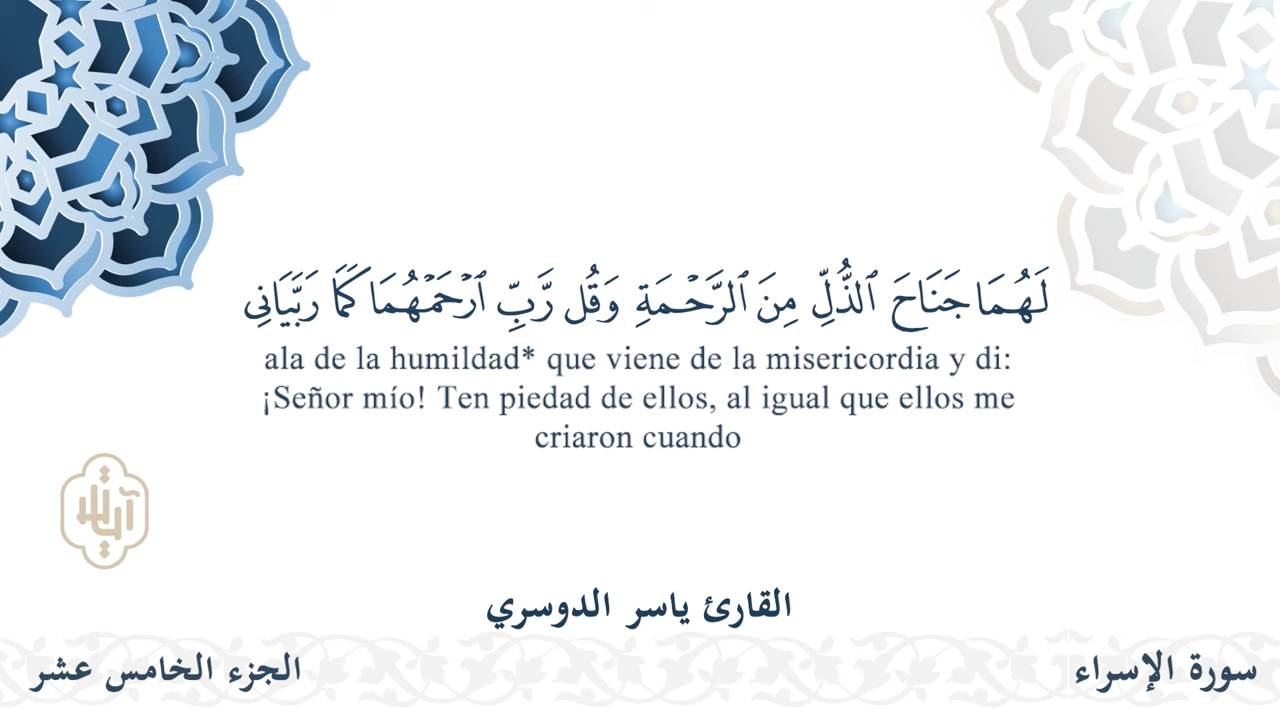 لَهُمَا جَنَاحَ ٱلذُّلِّ مِنَ ٱلرَّحْمَةِ وَقُل رَّبِّ ٱرْحَمْهُمَا كَمَا رَبَّيَانِى
ala de la humildad* que viene de la misericordia y di:
¡Señor mío! Ten piedad de ellos, al igual que ellos me
criaron cuando
القارئ ياسر الدوسري
سورة الإسراء
الجزء الخامس عشر